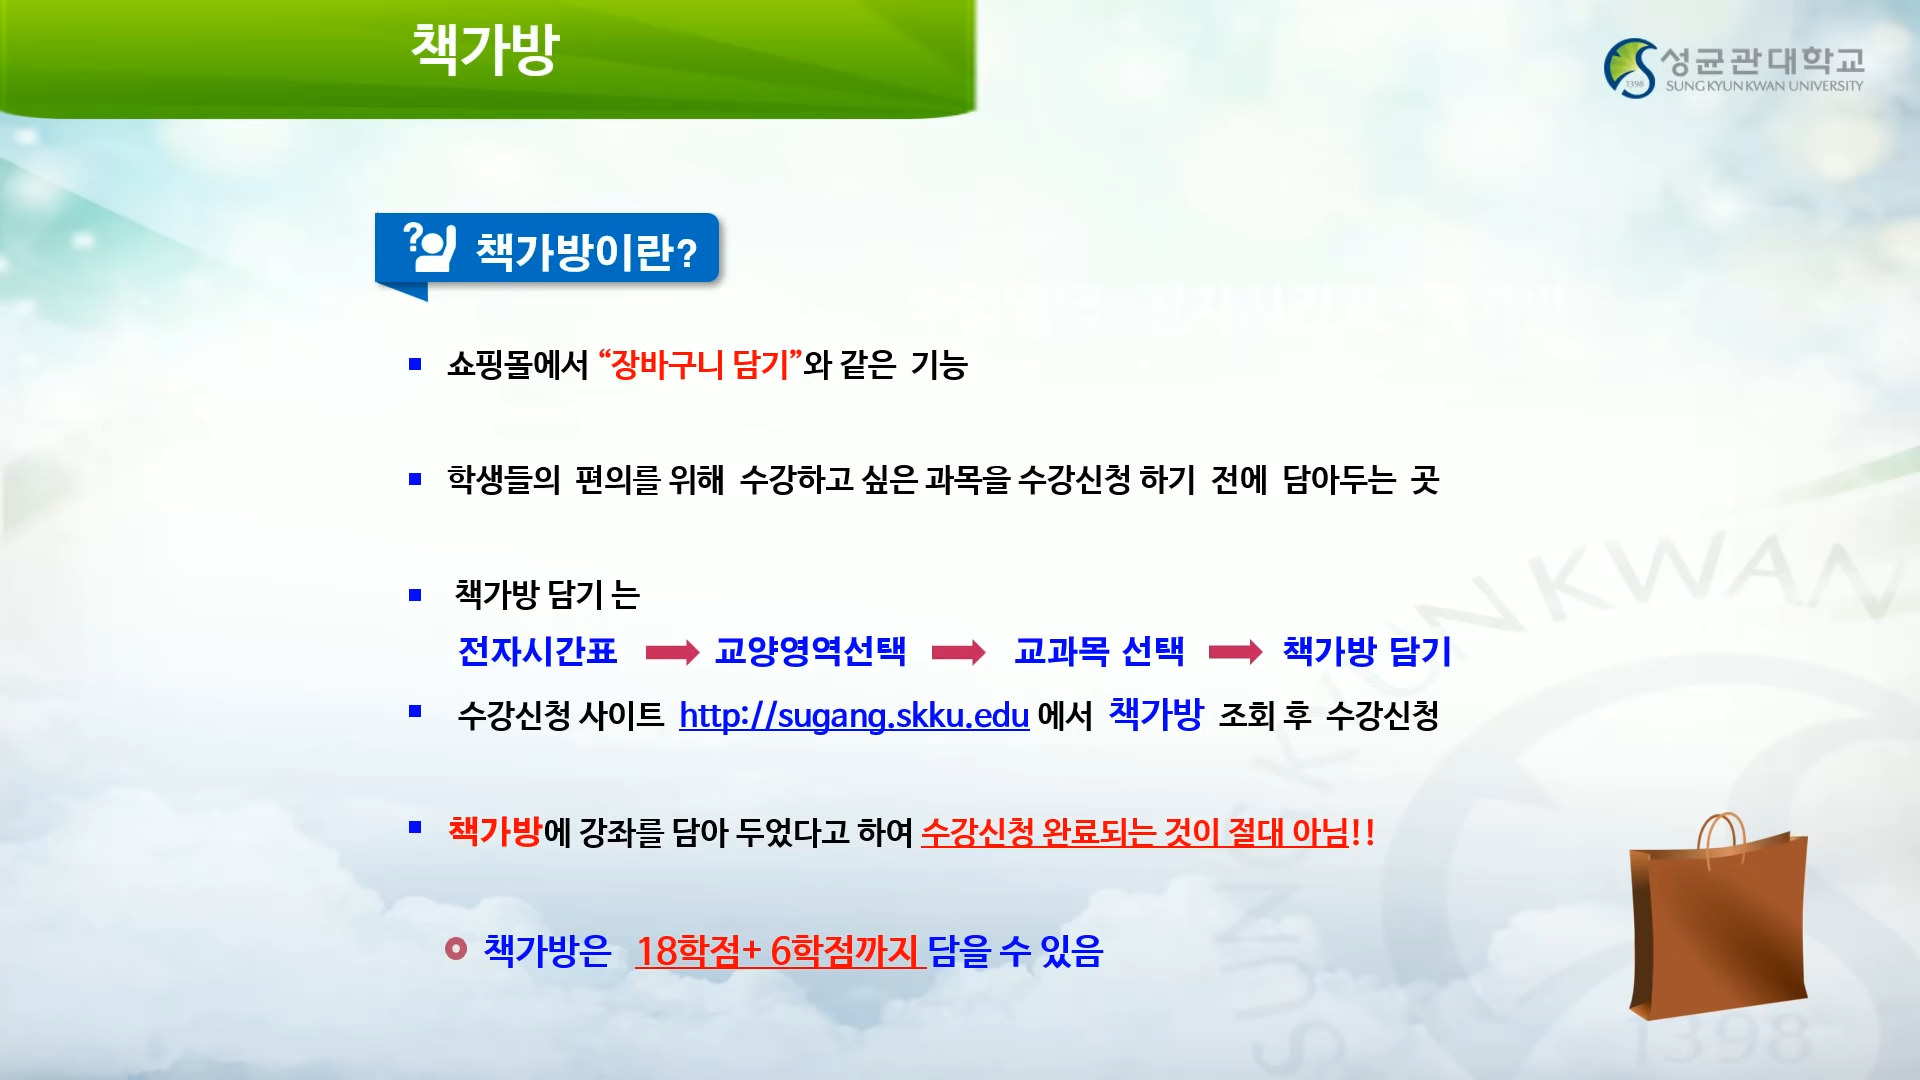 책가방
성균관대학교
1398
SUNG KYUN KWAN UNIVERSITY
? 책가방이란?
쇼핑몰에서 “장바구니 담기”와 같은 기능
학생들의 편의를 위해 수강하고 싶은 과목을 수강신청 하기 전에 담아두는 곳
책가방 담기 는
전자시간표 교양영역선택 교과목 선택 책가방 담기
수강신청 사이트 http://sugang.skku.edu 에서 책가방 조회 후 수강신청
책가방에 강좌를 담아 두었다고 하여 수강신청 완료되는 것이 절대 아님!!
책가방은 18학점+ 6학점까지 담을 수 있음
SUNGKYUNKWAN
1398